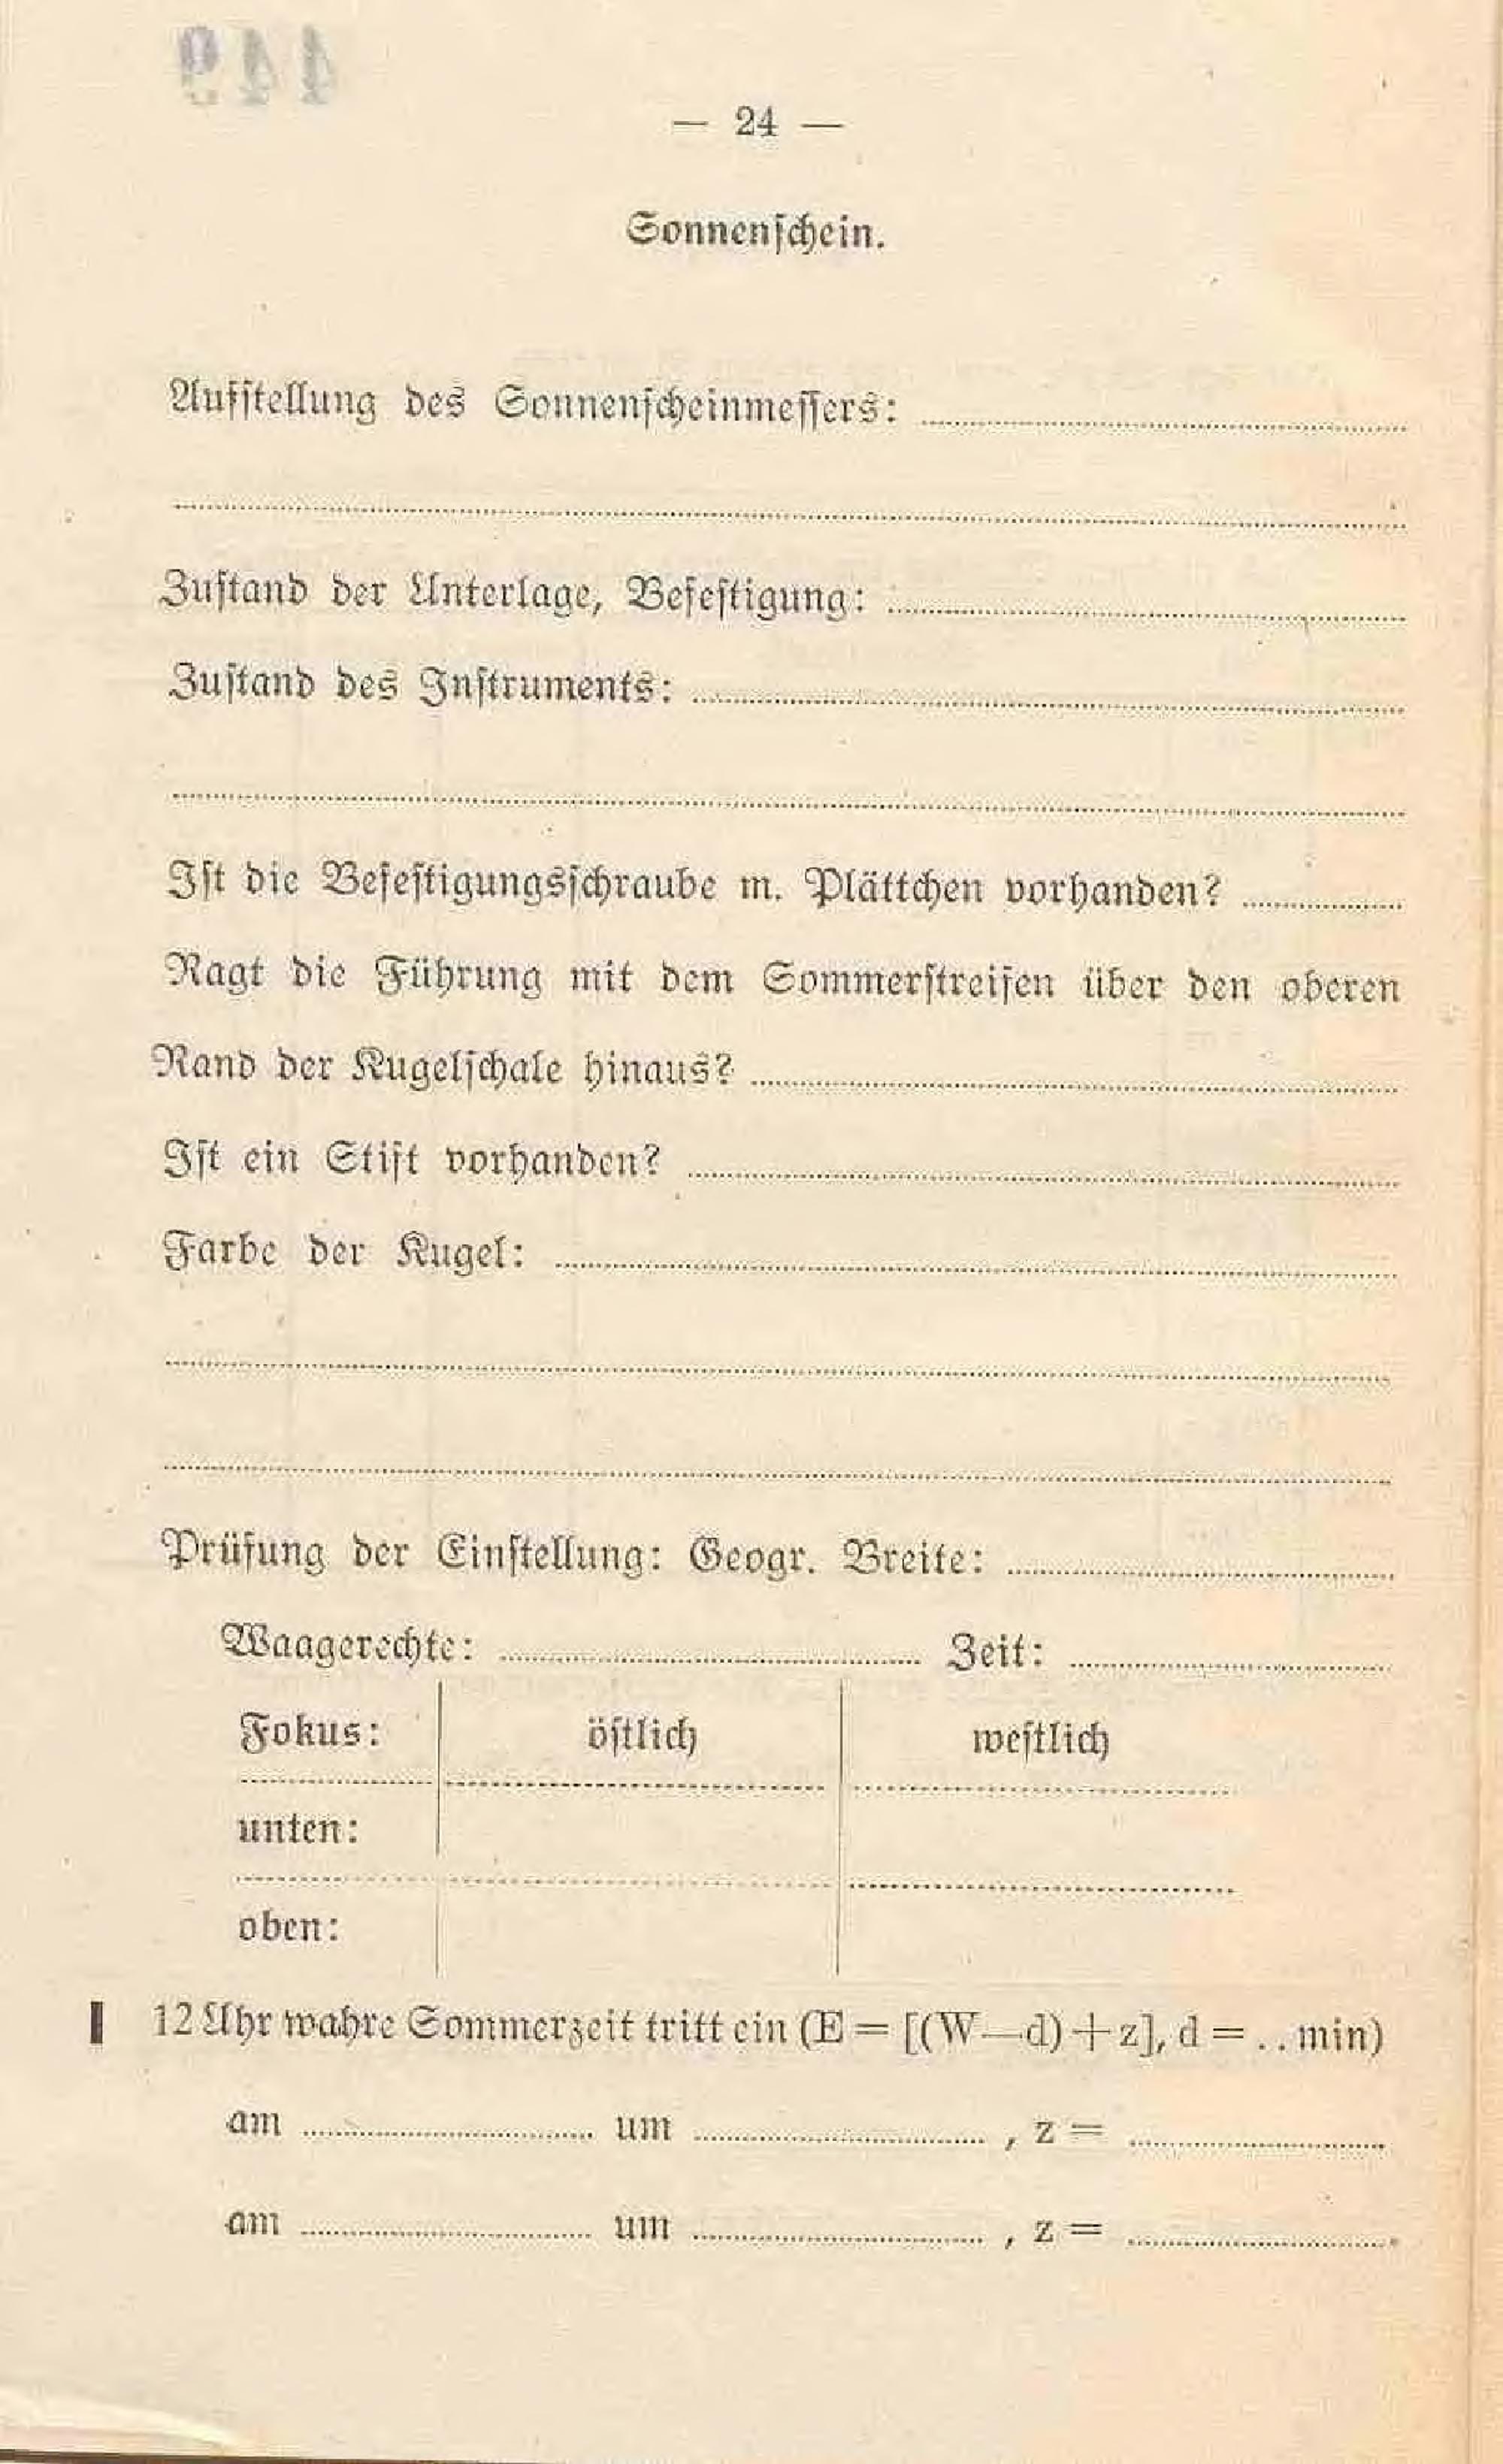 449
— 24 —
Sonnenschein.
Aufstellung des Sonnenscheinmessers:
Zustand der Unterlage, Befestigung:
Zustand des Instruments:
Ist die Befestigungsschraube m. Plättchen vorhanden?
Ragt die Führung mit dem Sommerstreifen über den oberen
Rand der Kugelschale hinaus?
Ist ein Stift vorhanden?
Farbe der Kugel:
Prüfung der Einstellung: Geogr. Breite:
Waagerechte: Zeit:
Fokus: östlich westlich
unten:
oben:
12 Uhr wahre Sommerzeit tritt ein (E = [(W—d) + z], d = . . min)
am um , z =
am um , z = .